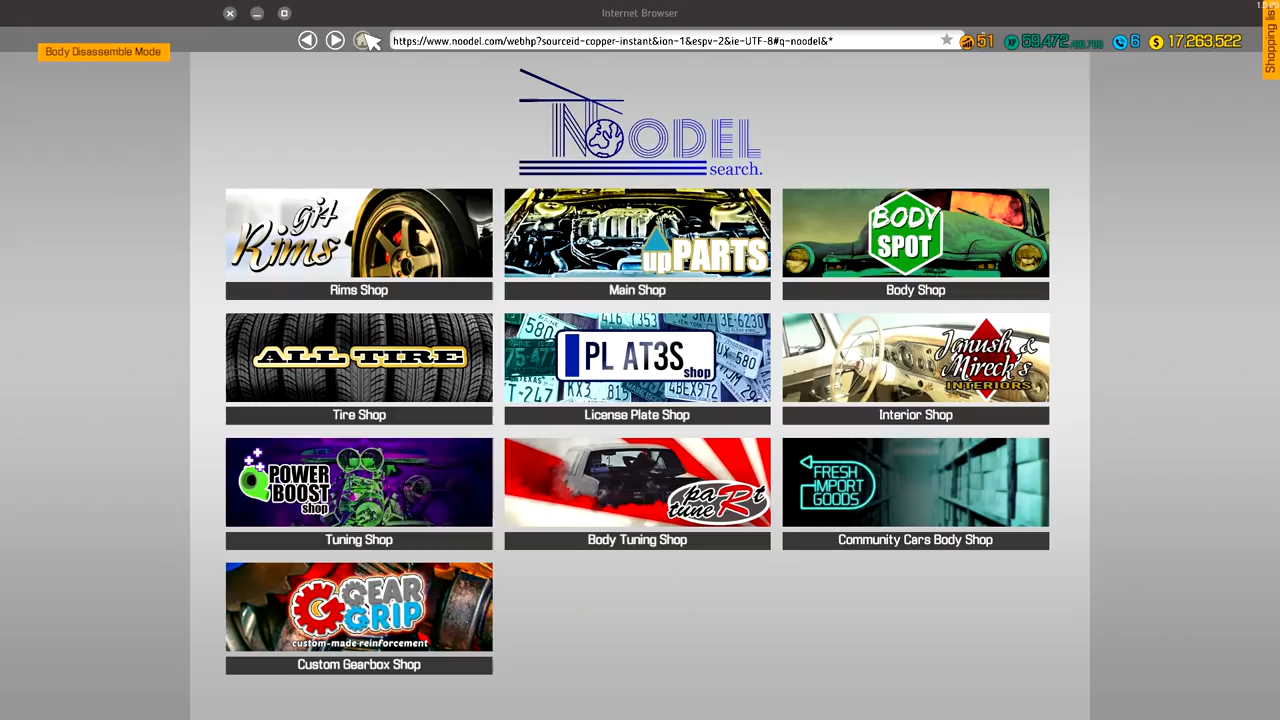 Internet Browser
Shopping list
Body Disassemble Mode
https://www.noodel.com/webhp?sourceid-copper-instant&ion-1&espv-2&ie-UTF-8#q-noodel&*
51
XP 59,472
6
$ 17,263,522
NOODEL
search.
git
Rims
Rims Shop
upPARTS
Main Shop
BODY
SPOT
Body Shop
ALL TIRE
Tire Shop
PL AT3S
shop
License Plate Shop
Janush &
Mireck's
INTERIORS
Interior Shop
POWER
BOOST
shop
Tuning Shop
paRt
tune
Body Tuning Shop
FRESH
IMPORT
GOODS
Community Cars Body Shop
GEAR
GRIP
custom-made reinforcement
Custom Gearbox Shop